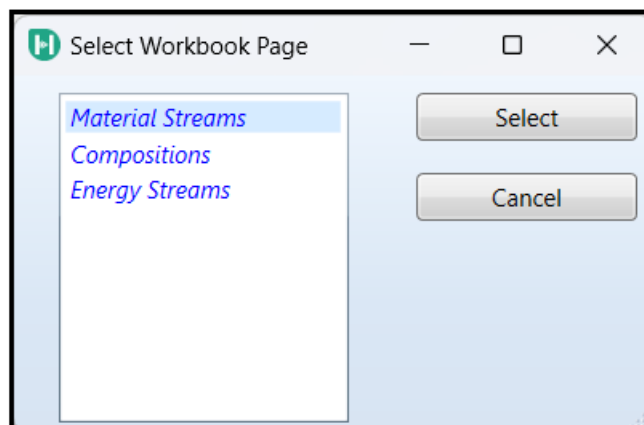 Select Workbook Page
Material Streams
Compositions
Energy Streams
Select
Cancel